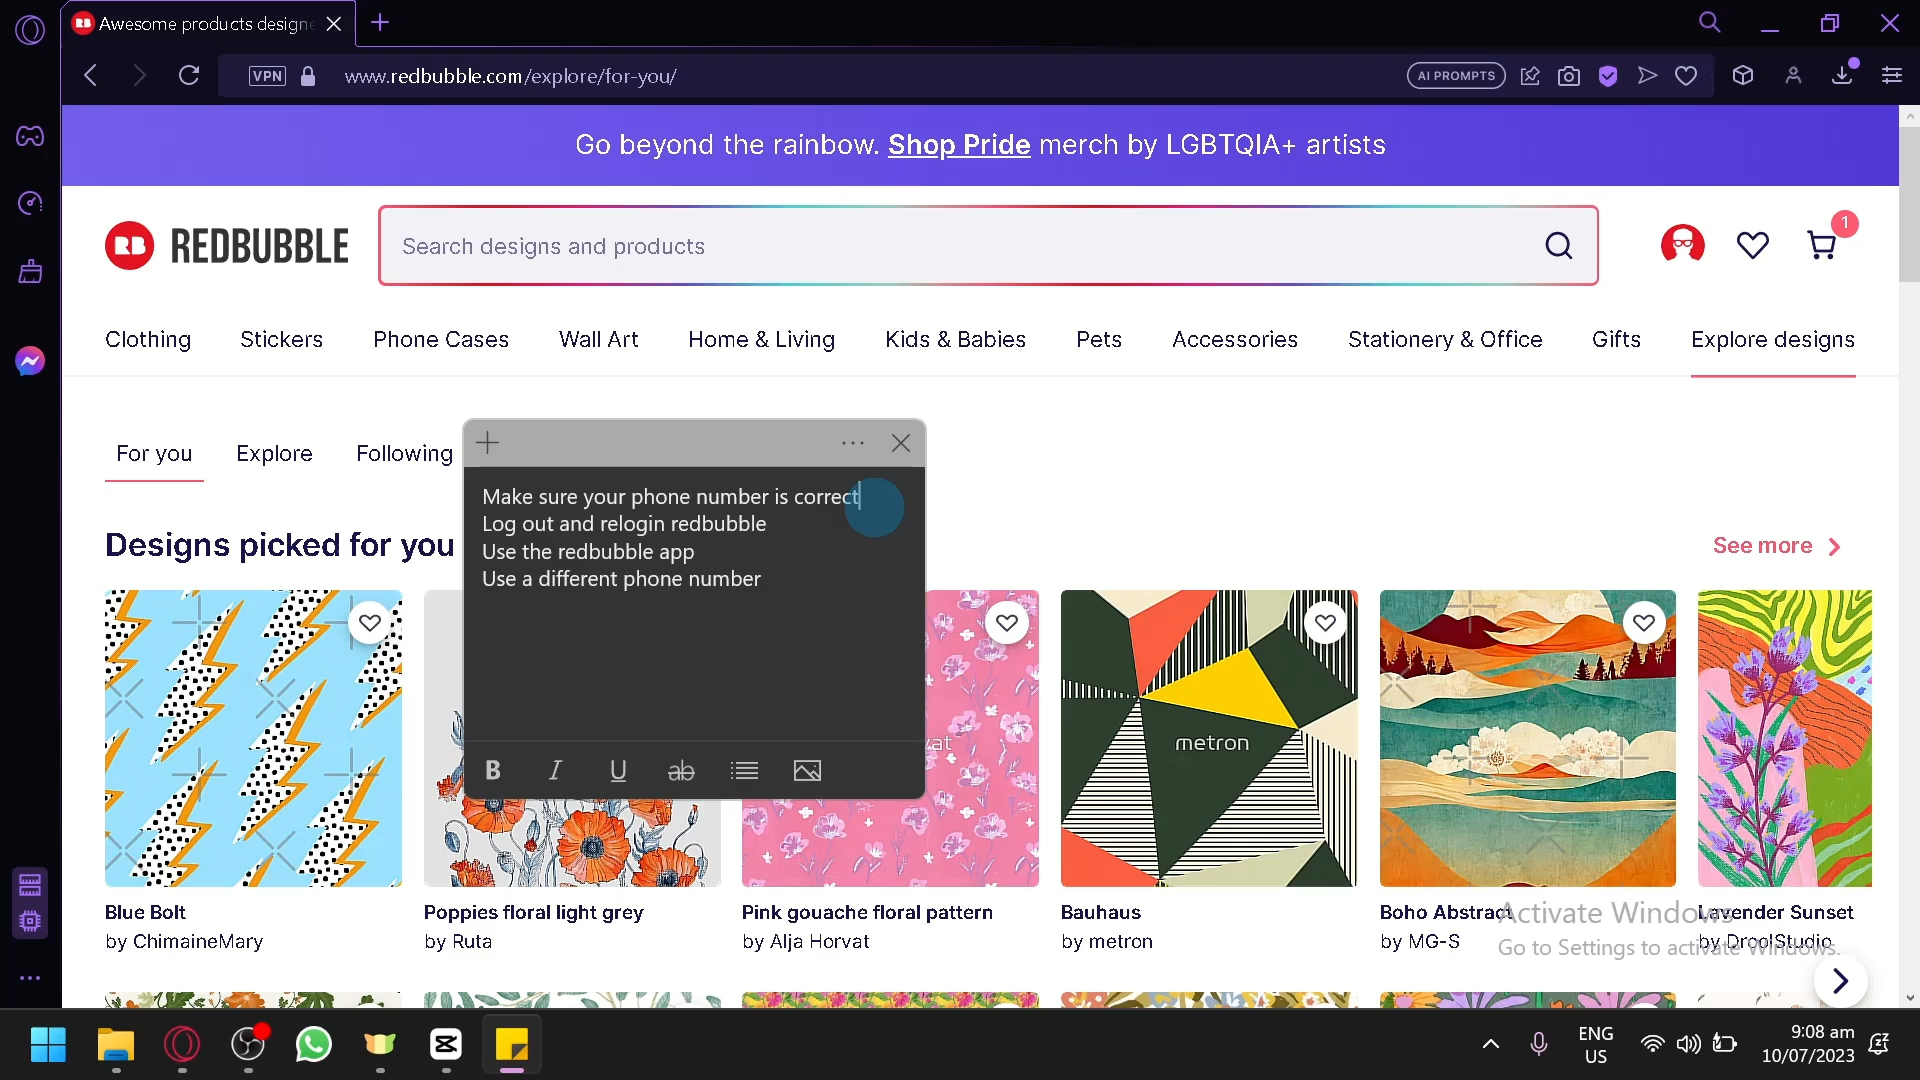 Awesome products designe
VPN
www.redbubble.com/explore/for-you/
AI PROMPTS
Go beyond the rainbow. Shop Pride merch by LGBTQIA+ artists
RB REDBUBBLE
Search designs and products
1
Clothing
Stickers
Phone Cases
Wall Art
Home & Living
Kids & Babies
Pets
Accessories
Stationery & Office
Gifts
Explore designs
For you
Explore
Following
Make sure your phone number is correct
Log out and relogin redbubble
Use the redbubble app
Use a different phone number
B I U ab
Designs picked for you
See more
metron
Blue Bolt
by ChimaineMary
Poppies floral light grey
by Ruta
Pink gouache floral pattern
by Alja Horvat
Bauhaus
by metron
Boho Abstract
by MG-S
Lavender Sunset
by DroolStudio
Activate Windows
Go to Settings to activate Windows.
ENG
US
9:08 am
10/07/2023